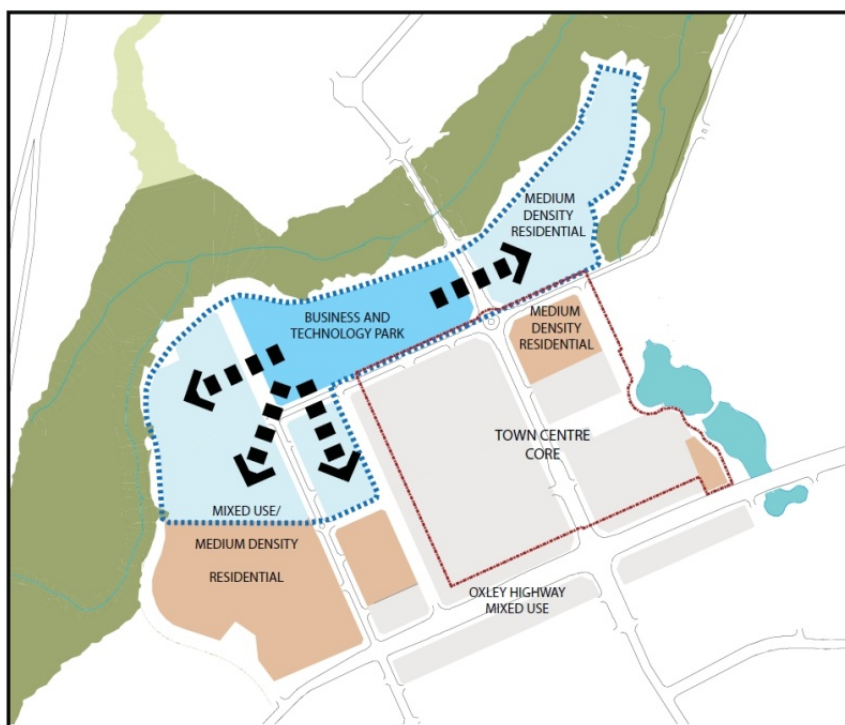 MEDIUM
DENSITY
RESIDENTIAL
BUSINESS AND
TECHNOLOGY PARK
MEDIUM
DENSITY
RESIDENTIAL
TOWN CENTRE
CORE
MIXED USE/
MEDIUM DENSITY
RESIDENTIAL
OXLEY HIGHWAY
MIXED USE